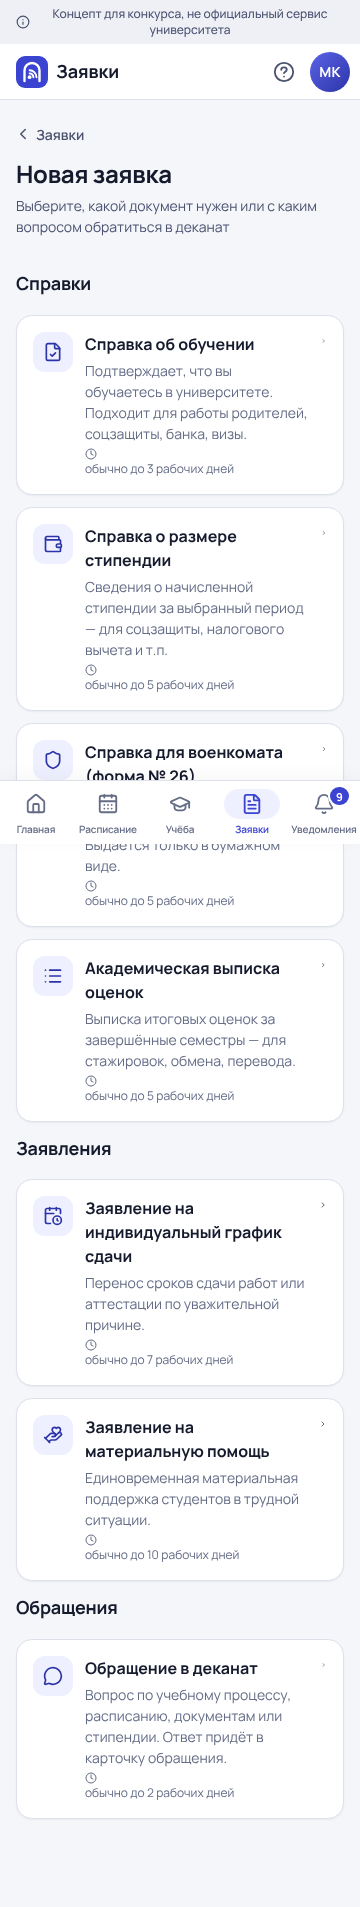 Концепт для конкурса, не официальный сервис
университета
Заявки
МК
Заявки
Новая заявка
Выберите, какой документ нужен или с каким
вопросом обратиться в деканат
Справки
Справка об обучении
Подтверждает, что вы
обучаетесь в университете.
Подходит для работы родителей,
соцзащиты, банка, визы.
обычно до 3 рабочих дней
Справка о размере
стипендии
Сведения о начисленной
стипендии за выбранный период
— для соцзащиты, налогового
вычета и т.п.
обычно до 5 рабочих дней
Справка для военкомата
(форма № 26)
9
Главная
Расписание
Учёба
Заявки
Уведомления
Выдаётся только в бумажном
виде.
обычно до 5 рабочих дней
Академическая выписка
оценок
Выписка итоговых оценок за
завершённые семестры — для
стажировок, обмена, перевода.
обычно до 5 рабочих дней
Заявления
Заявление на
индивидуальный график
сдачи
Перенос сроков сдачи работ или
аттестации по уважительной
причине.
обычно до 7 рабочих дней
Заявление на
материальную помощь
Единовременная материальная
поддержка студентов в трудной
ситуации.
обычно до 10 рабочих дней
Обращения
Обращение в деканат
Вопрос по учебному процессу,
расписанию, документам или
стипендии. Ответ придёт в
карточку обращения.
обычно до 2 рабочих дней